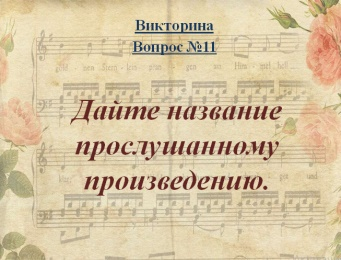 Викторина
Вопрос №11
Дайте название
прослушанному
произведению.